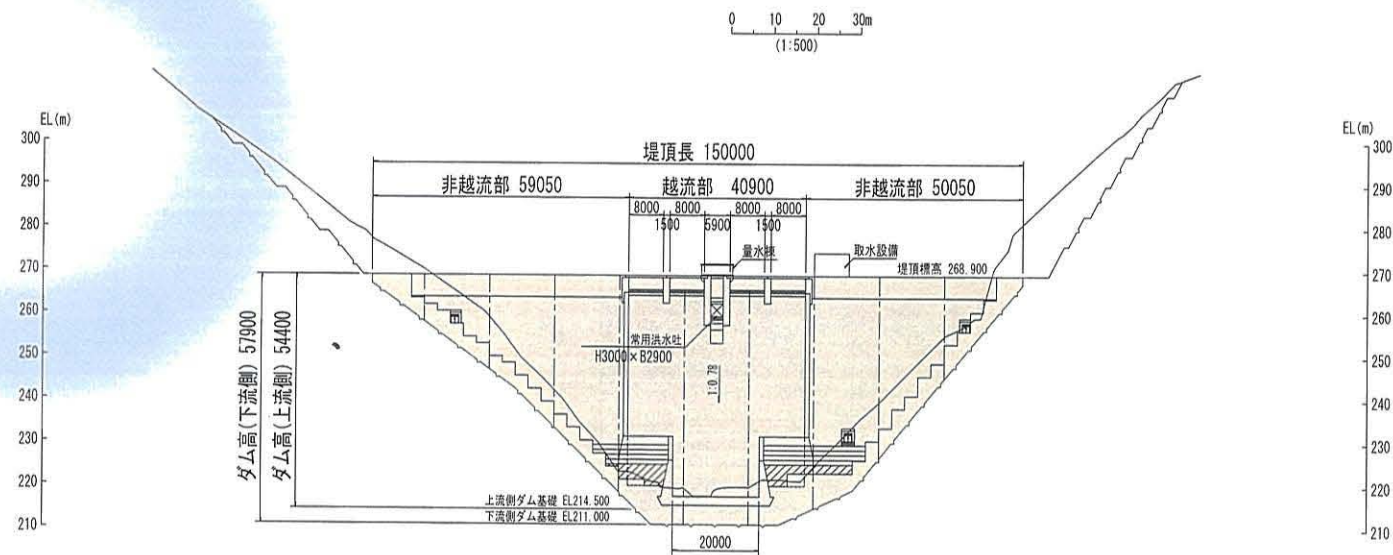 0 10 20 30m
(1:500)
EL(m)
300
290
280
270
260
250
240
230
220
210
EL(m)
300
290
280
270
260
250
240
230
220
210
堤頂長 150000
非越流部 59050
越流部 40900
非越流部 50050
8000
8000
8000
8000
1500
5900
1500
量水棟
取水設備
堤頂標高 268.900
ダム高(下流側) 57900
ダム高(上流側) 54400
常用洪水吐
H3000×B2900
1:0.78
上流側ダム基礎 EL214.500
下流側ダム基礎 EL211.000
20000